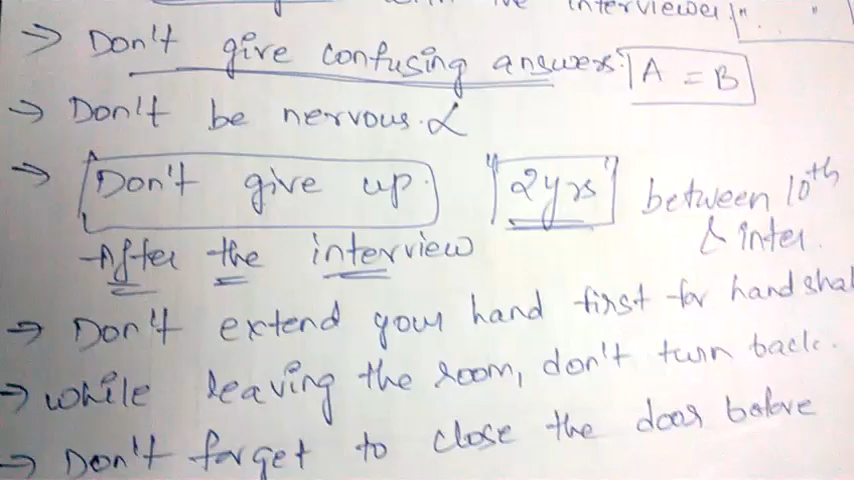 interviewer: ". . "
→ Don't give confusing answers: A = B
→ Don't be nervous.
→ Don't give up. "2yrs" between 10th
& inter.
After the interview
→ Don't extend your hand first for hand sha
→ while leaving the room, don't turn back.
→ Don't forget to close the door before